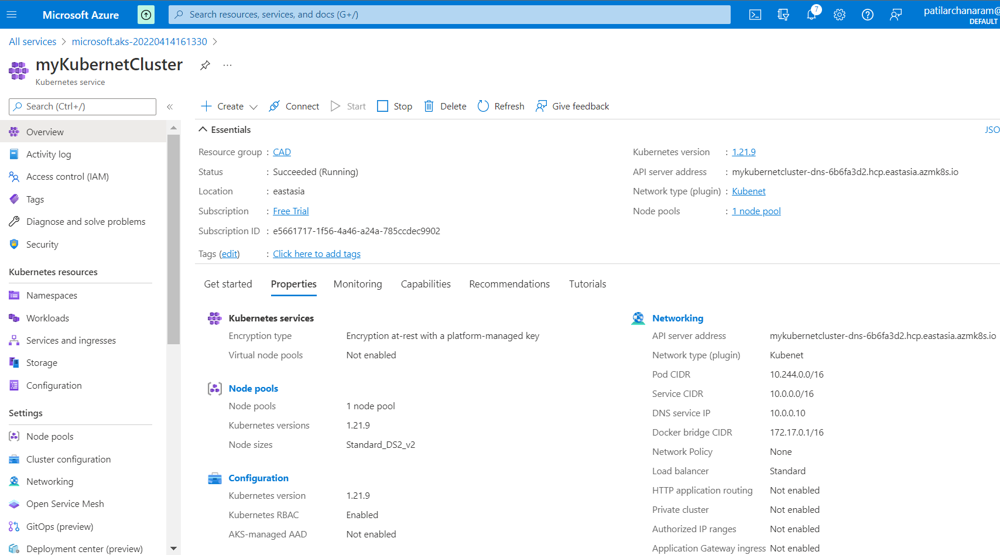 Microsoft Azure
Search resources, services, and docs (G+/)
7
patilarchanaram@
DEFAULT
All services > microsoft.aks-20220414161330 >
myKubernetCluster
...
Kubernetes service
Search (Ctrl+/)
«
Create
Connect
Start
Stop
Delete
Refresh
Give feedback
Overview
Activity log
Access control (IAM)
Tags
Diagnose and solve problems
Security
Kubernetes resources
Namespaces
Workloads
Services and ingresses
Storage
Configuration
Settings
Node pools
Cluster configuration
Networking
Open Service Mesh
GitOps (preview)
Deployment center (preview)
Essentials
JSO
Resource group : CAD
Status : Succeeded (Running)
Location : eastasia
Subscription : Free Trial
Subscription ID : e5661717-1f56-4a46-a24a-785ccdec9902
Tags (edit) : Click here to add tags
Kubernetes version : 1.21.9
API server address : mykubernetcluster-dns-6b6fa3d2.hcp.eastasia.azmk8s.io
Network type (plugin) : Kubenet
Node pools : 1 node pool
Get started
Properties
Monitoring
Capabilities
Recommendations
Tutorials
Kubernetes services
Encryption type Encryption at-rest with a platform-managed key
Virtual node pools Not enabled
Node pools
Node pools 1 node pool
Kubernetes versions 1.21.9
Node sizes Standard_DS2_v2
Configuration
Kubernetes version 1.21.9
Kubernetes RBAC Enabled
AKS-managed AAD Not enabled
Networking
API server address mykubernetcluster-dns-6b6fa3d2.hcp.eastasia.azmk8s.io
Network type (plugin) Kubenet
Pod CIDR 10.244.0.0/16
Service CIDR 10.0.0.0/16
DNS service IP 10.0.0.10
Docker bridge CIDR 172.17.0.1/16
Network Policy None
Load balancer Standard
HTTP application routing Not enabled
Private cluster Not enabled
Authorized IP ranges Not enabled
Application Gateway ingress Not enabled